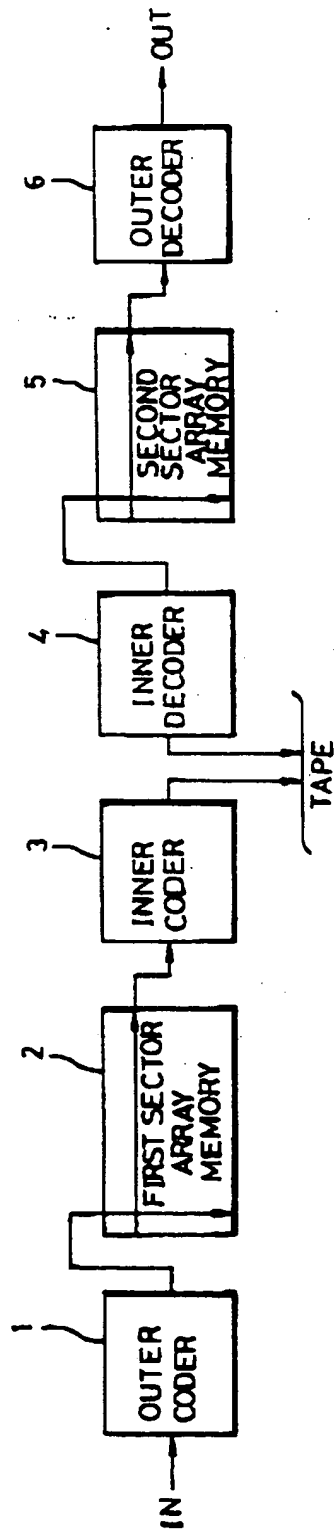 IN
1
OUTER
CODER
2
FIRST SECTOR
ARRAY
MEMORY
3
INNER
CODER
TAPE
4
INNER
DECODER
5
SECOND
SECTOR
ARRAY
MEMORY
6
OUTER
DECODER
OUT